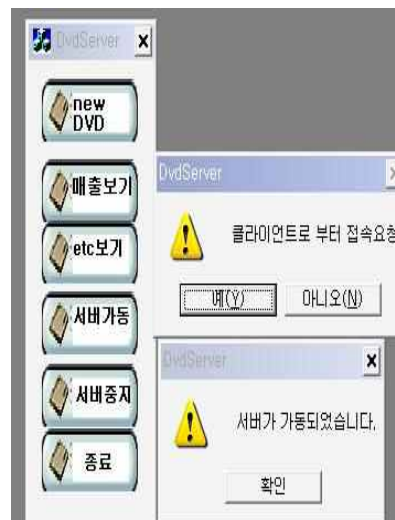 DvdServer
new
DVD
매출보기
etc보기
서버가동
서버중지
종료
DvdServer
클라이언트로 부터 접속요청
예(Y)
아니오(N)
DvdServer
서버가 가동되었습니다.
확인